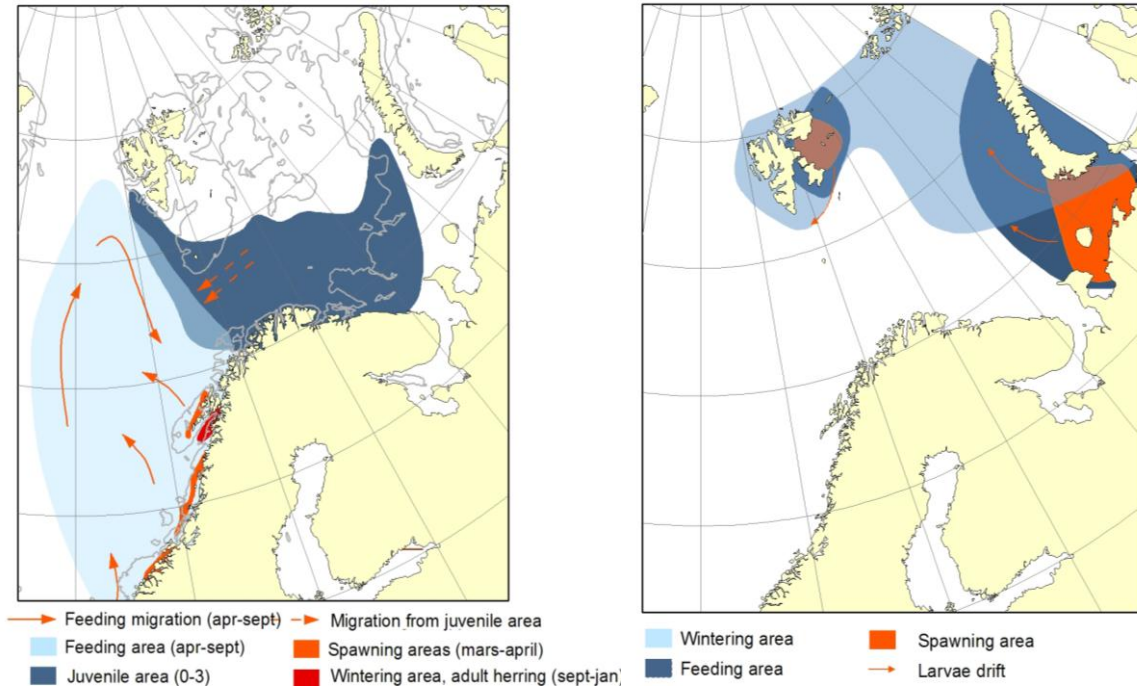 Feeding migration (apr-sept)
Migration from juvenile area
Feeding area (apr-sept)
Spawning areas (mars-april)
Juvenile area (0-3)
Wintering area, adult herring (sept-jan)
Wintering area
Spawning area
Feeding area
Larvae drift